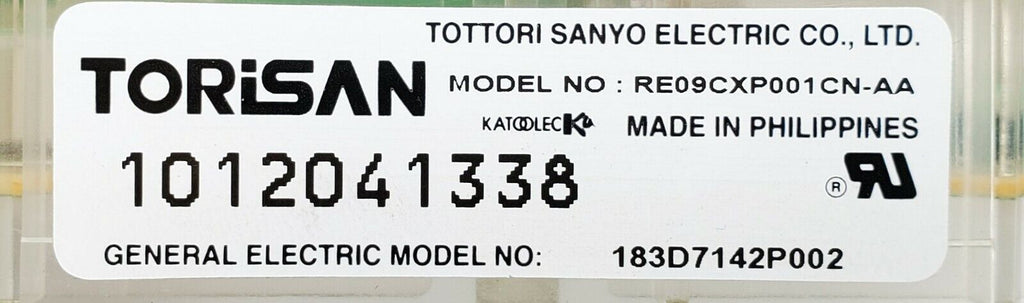 TOTTORI SANYO ELECTRIC CO., LTD.
TORiSAN
MODEL NO : RE09CXP001CN-AA
KATOOLEC
MADE IN PHILIPPINES
1012041338
®
GENERAL ELECTRIC MODEL NO: 183D7142P002